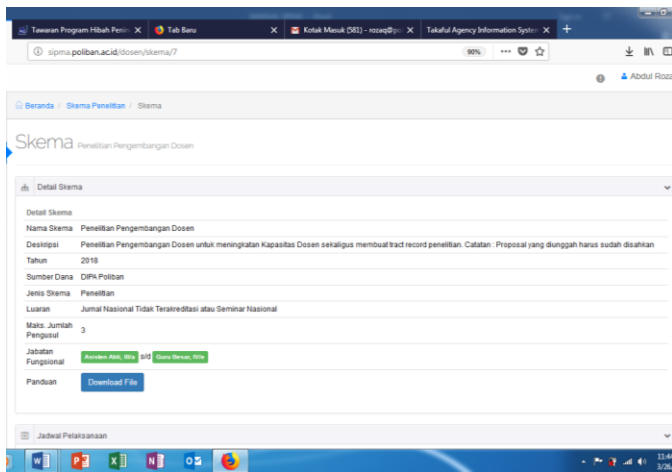 Tawaran Program Hibah Penin
Tab Baru
Kotak Masuk (581) - rozaq@po
Takaful Agency Information System
sipma.poliban.ac.id/dosen/skema/7
90%
Abdul Roza
Beranda / Skema Penelitian / Skema
Skema Penelitian Pengembangan Dosen
Detail Skema
Detail Skema
Nama Skema Penelitian Pengembangan Dosen
Deskripsi Penelitian Pengembangan Dosen untuk meningkatan Kapasitas Dosen sekaligus membuat tract record penelitian. Catatan : Proposal yang diunggah harus sudah disahkan
Tahun 2018
Sumber Dana DIPA Poliban
Jenis Skema Penelitian
Luaran Jurnal Nasional Tidak Terakreditasi atau Seminar Nasional
Maks. Jumlah
Pengusul 3
Jabatan
Fungsional Asisten Ahli, III/a s/d Guru Besar, IV/e
Panduan Download File
Jadwal Pelaksanaan